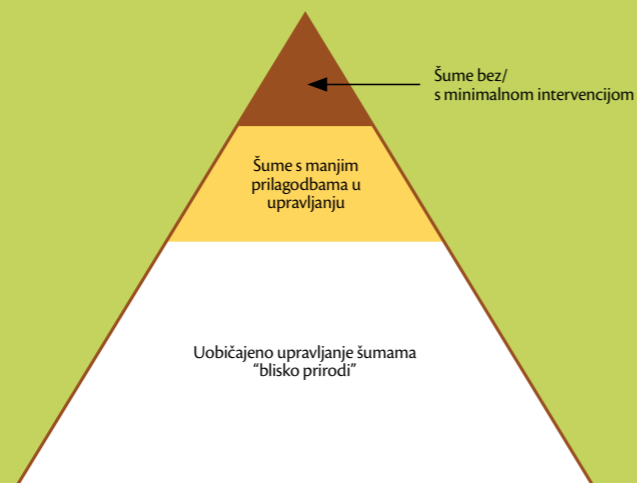 Šume bez/
s minimalnom intervencijom
Šume s manjim
prilagodbama u
upravljanju
Uobičajeno upravljanje šumama
“blisko prirodi”